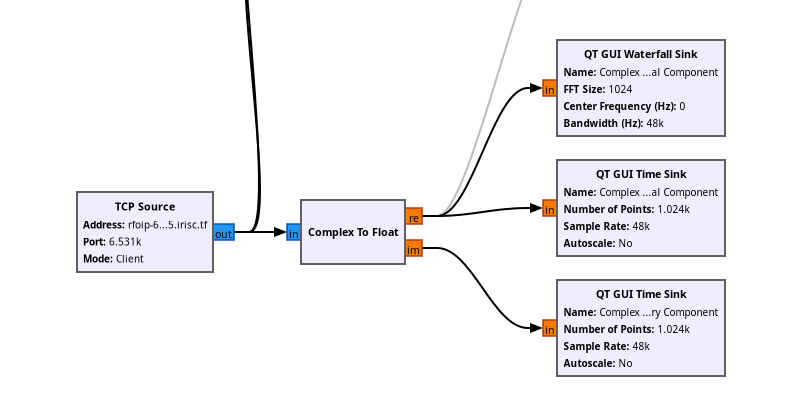 QT GUI Waterfall Sink
Name: Complex ...al Component
FFT Size: 1024
Center Frequency (Hz): 0
Bandwidth (Hz): 48k
in
TCP Source
Address: rfoip-6...5.irisc.tf
Port: 6.531k
Mode: Client
out
in
Complex To Float
re
im
QT GUI Time Sink
Name: Complex ...al Component
Number of Points: 1.024k
Sample Rate: 48k
Autoscale: No
in
QT GUI Time Sink
Name: Complex ...ry Component
Number of Points: 1.024k
Sample Rate: 48k
Autoscale: No
in